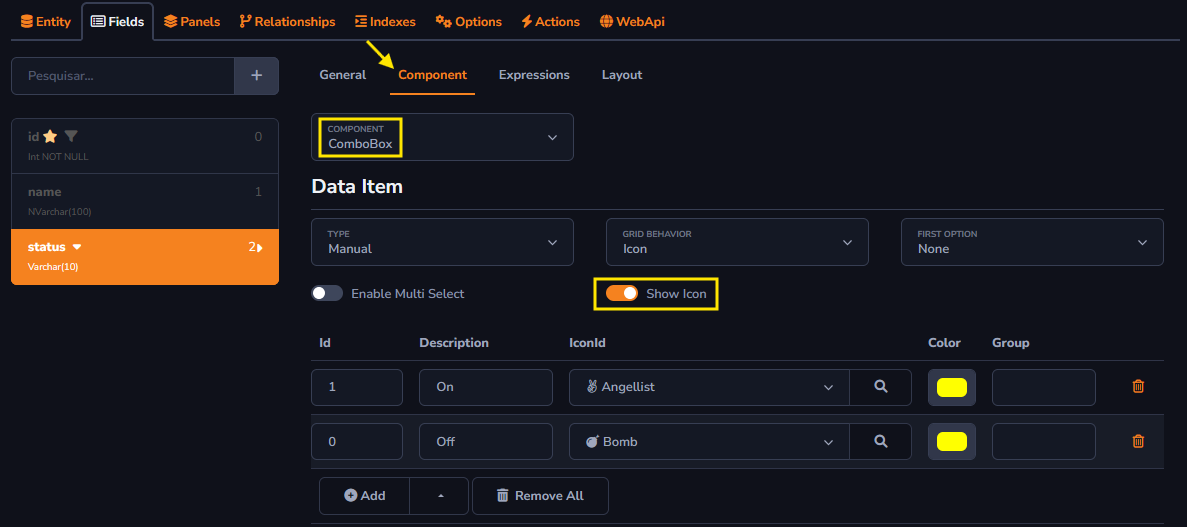 Entity Fields Panels Relationships Indexes Options Actions WebApi
Pesquisar...
General Component Expressions Layout
id 0
Int NOT NULL
name 1
NVarchar(100)
status 2
Varchar(10)
COMPONENT
ComboBox
Data Item
TYPE
Manual
GRID BEHAVIOR
Icon
FIRST OPTION
None
Enable Multi Select Show Icon
Id Description IconId Color Group
1 On Angellist
0 Off Bomb
Add Remove All